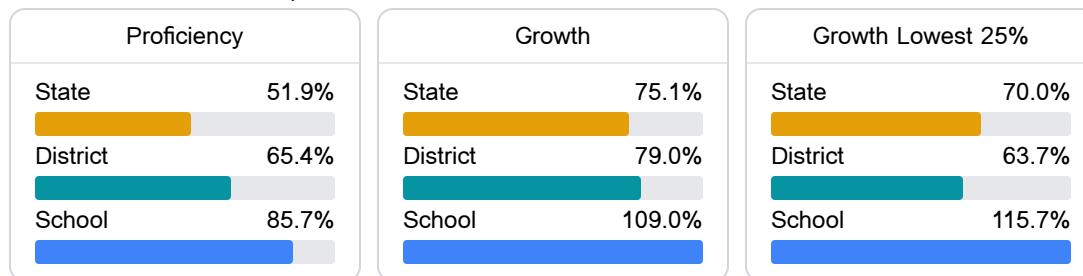 Proficiency
State 51.9%
District 65.4%
School 85.7%
Growth
State 75.1%
District 79.0%
School 109.0%
Growth Lowest 25%
State 70.0%
District 63.7%
School 115.7%